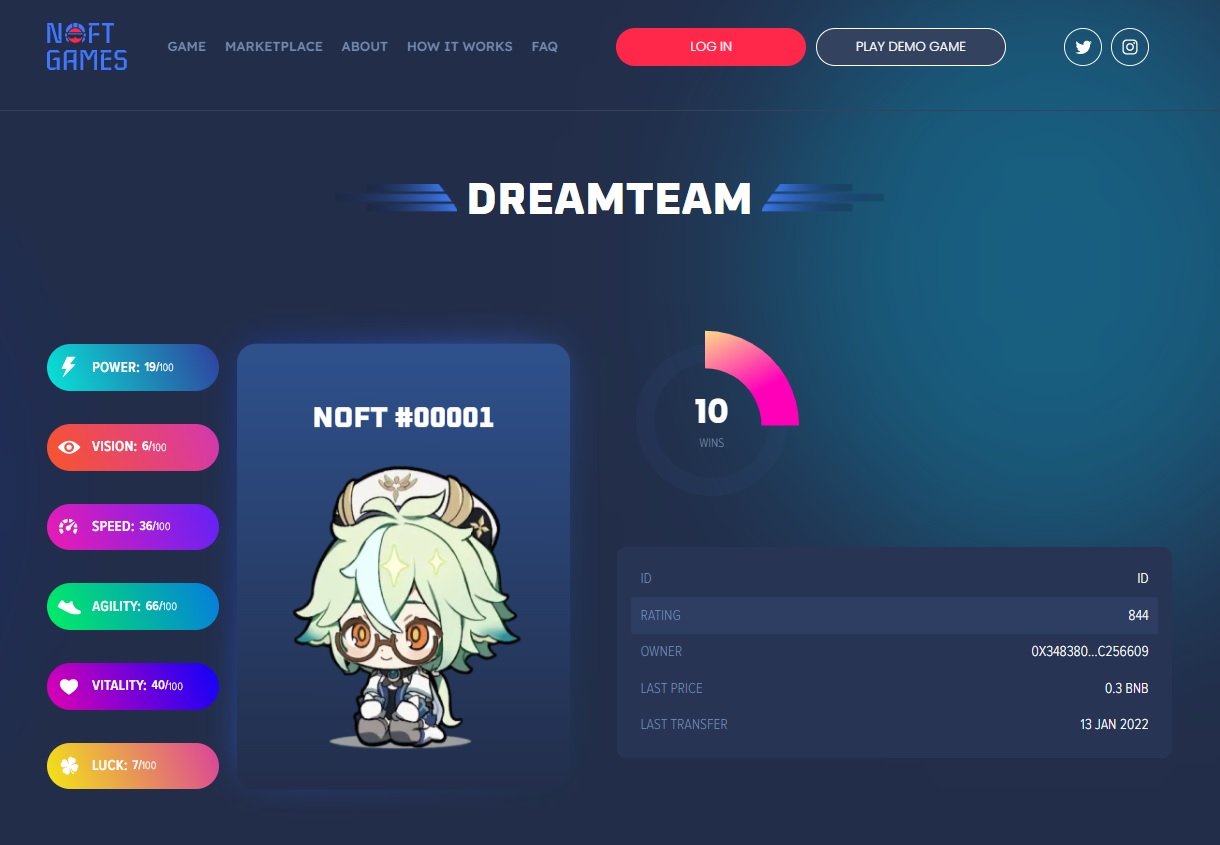 NOFT
GAMES
GAME MARKETPLACE ABOUT HOW IT WORKS FAQ
LOG IN
PLAY DEMO GAME
DREAMTEAM
POWER: 19/100
VISION: 6/100
SPEED: 36/100
AGILITY: 66/100
VITALITY: 40/100
LUCK: 7/100
NOFT #00001
10
WINS
ID ID
RATING 844
OWNER 0X348380...C256609
LAST PRICE 0.3 BNB
LAST TRANSFER 13 JAN 2022